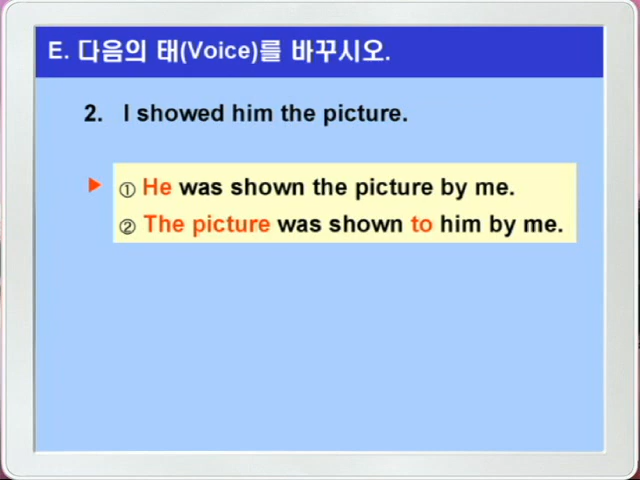 E. 다음의 태(Voice)를 바꾸시오.
2. I showed him the picture.
① He was shown the picture by me.
② The picture was shown to him by me.